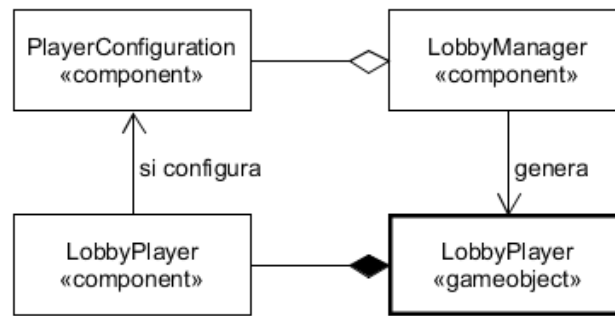 PlayerConfiguration
«component»
LobbyManager
«component»
si configura
genera
LobbyPlayer
«component»
LobbyPlayer
«gameobject»